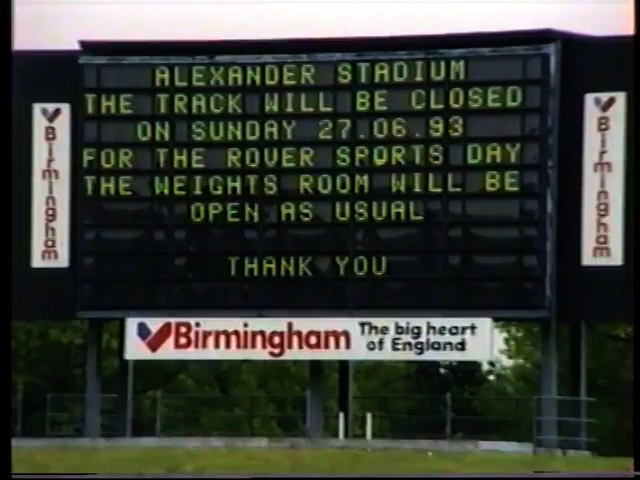 ALEXANDER STADIUM
THE TRACK WILL BE CLOSED
ON SUNDAY 27.06.93
FOR THE ROVER SPORTS DAY
THE WEIGHTS ROOM WILL BE
OPEN AS USUAL
THANK YOU
Birmingham
Birmingham
Birmingham The big heart
of England